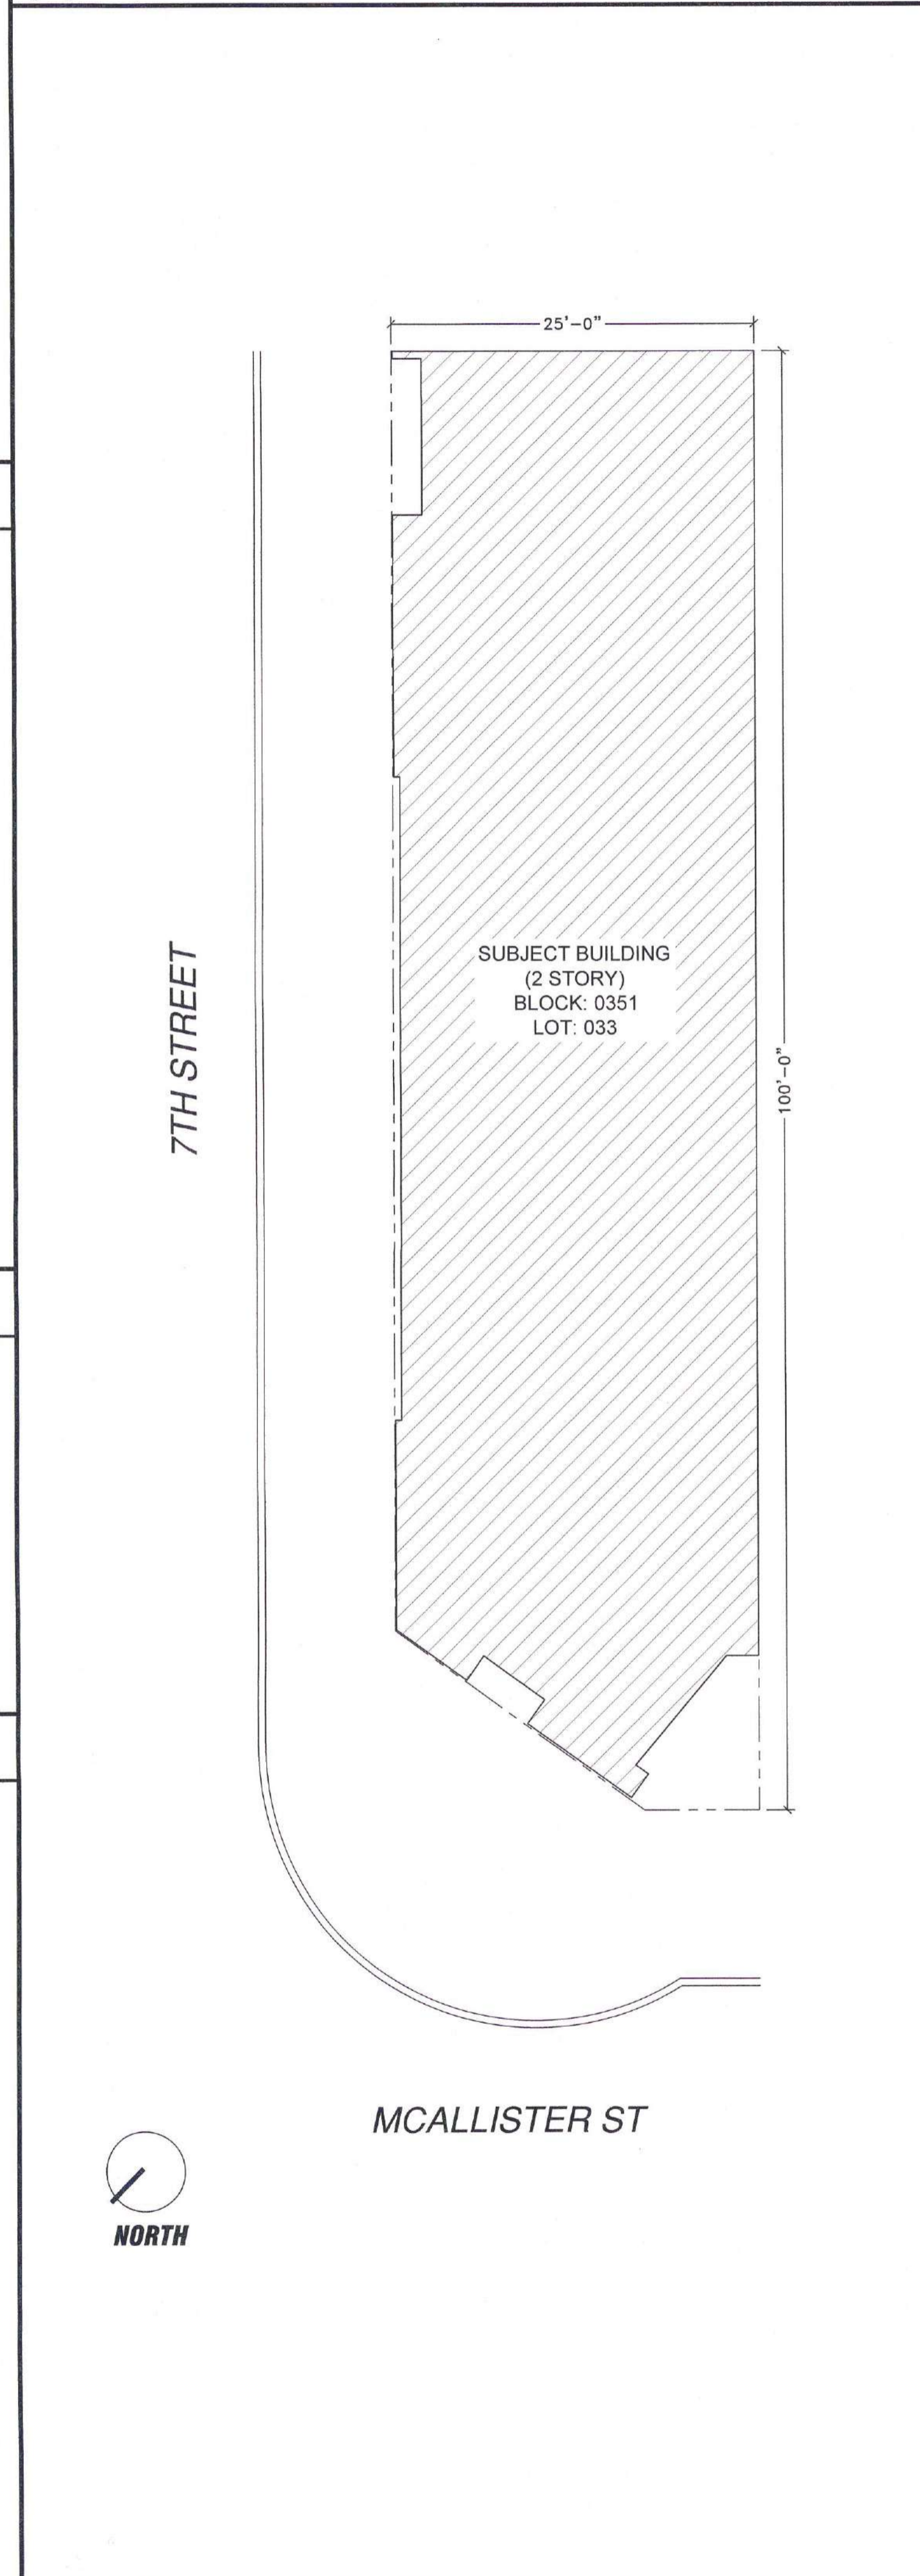 25'-0"
SUBJECT BUILDING
(2 STORY)
BLOCK: 0351
LOT: 033
100'-0"
7TH STREET
MCALLISTER ST
NORTH